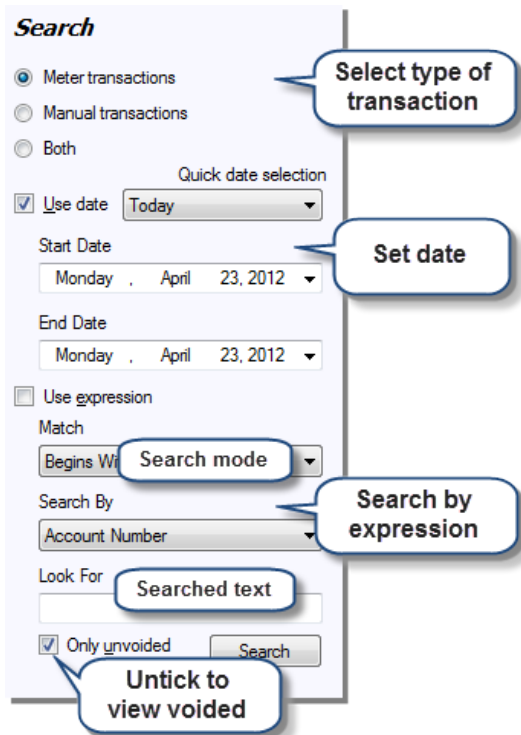 Search
Meter transactions
Select type of
transaction
Manual transactions
Both
Quick date selection
Use date Today
Start Date
Set date
Monday , April 23, 2012
End Date
Monday , April 23, 2012
Use expression
Match
Begins Wi Search mode
Search By
Search by
expression
Account Number
Look For
Searched text
Only unvoided Search
Untick to
view voided